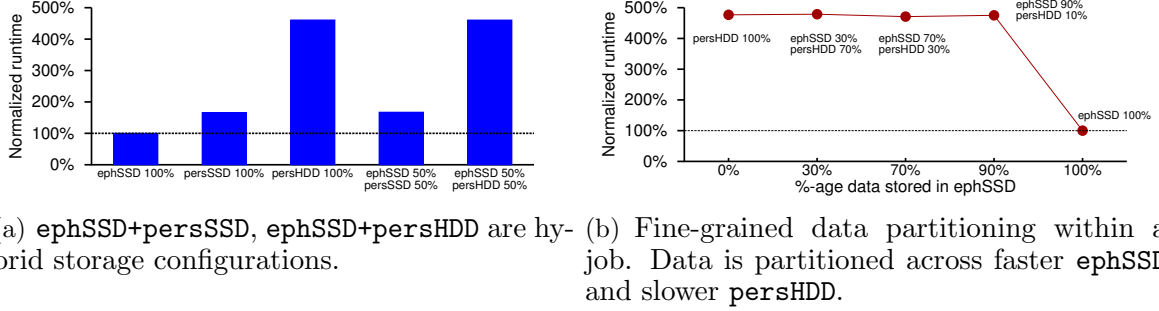 500%
400%
300%
200%
100%
0%
Normalized runtime
ephSSD 100%
persSSD 100%
persHDD 100%
ephSSD 50%
persSSD 50%
ephSSD 50%
persHDD 50%
a) ephSSD+persSSD, ephSSD+persHDD are hy-
brid storage configurations.
500%
400%
300%
200%
100%
0%
Normalized runtime
persHDD 100%
ephSSD 30%
persHDD 70%
ephSSD 70%
persHDD 30%
ephSSD 90%
persHDD 10%
ephSSD 100%
0%
30%
70%
90%
100%
%-age data stored in ephSSD
(b) Fine-grained data partitioning within a
job. Data is partitioned across faster ephSSD
and slower persHDD.